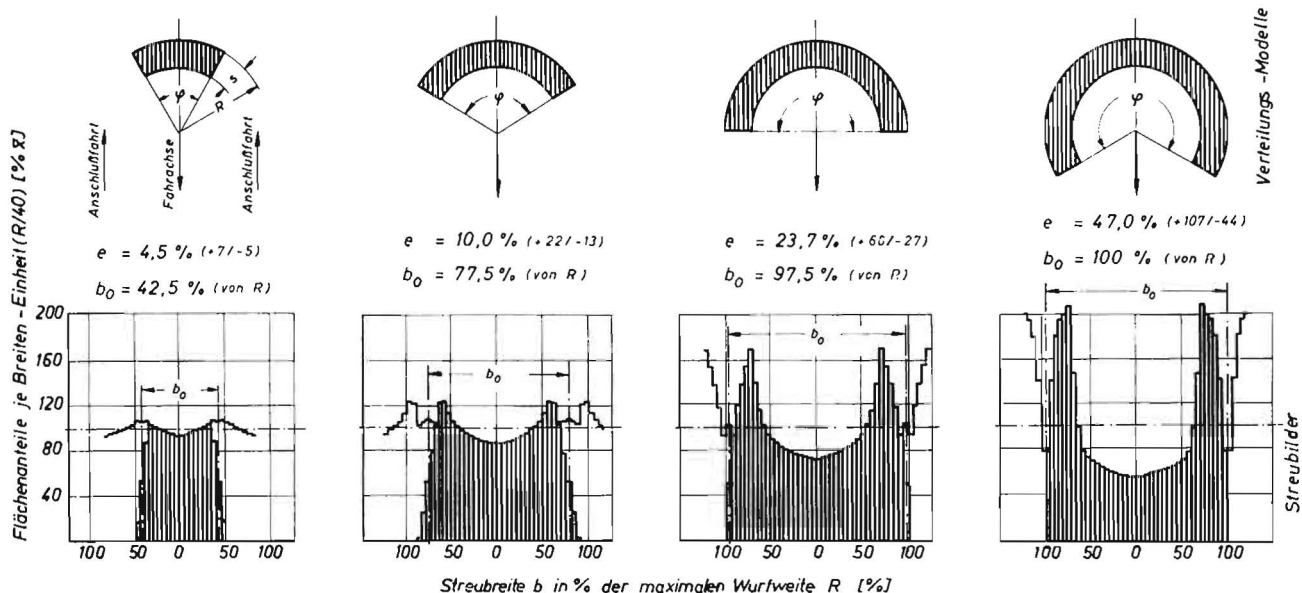 Verteilungs-Modelle
φ
s
R
Anschlußfahrt
Fahrachse
Anschlußfahrt
φ
φ
φ
e = 4,5 % (+7/-5)
b₀ = 42,5 % (von R)
e = 10,0 % (+22/-13)
b₀ = 77,5 % (von R)
e = 23,7 % (+60/-27)
b₀ = 97,5 % (von R)
e = 47,0 % (+107/-44)
b₀ = 100 % (von R)
Flächenanteile je Breiten-Einheit (R/40) [% x̄]
200
160
120
80
40
b₀
b₀
b₀
b₀
100 50 0 50 100
100 50 0 50 100
100 50 0 50 100
100 50 0 50 100
Streubilder
Streubreite b in % der maximalen Wurfweite R [%]